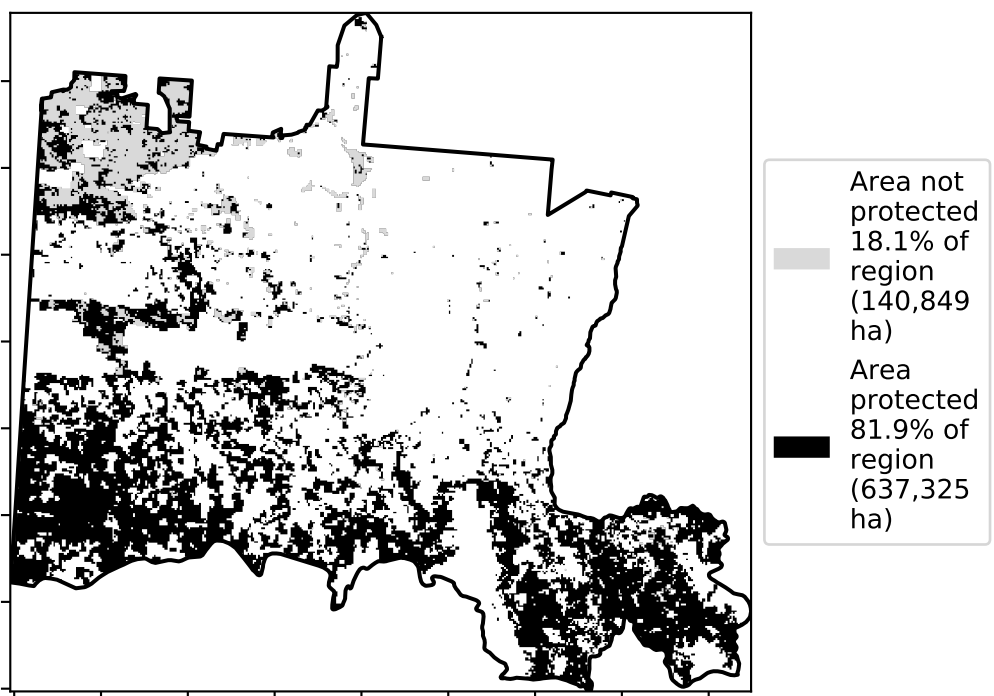 Area not
protected
18.1% of
region
(140,849
ha)
Area
protected
81.9% of
region
(637,325
ha)